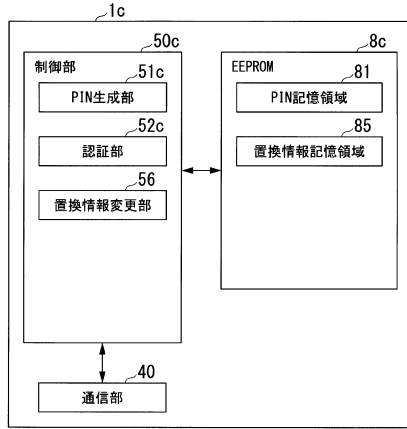 1c
50c
制御部
51c
PIN生成部
52c
認証部
56
置換情報変更部
8c
EEPROM
81
PIN記憶領域
85
置換情報記憶領域
40
通信部